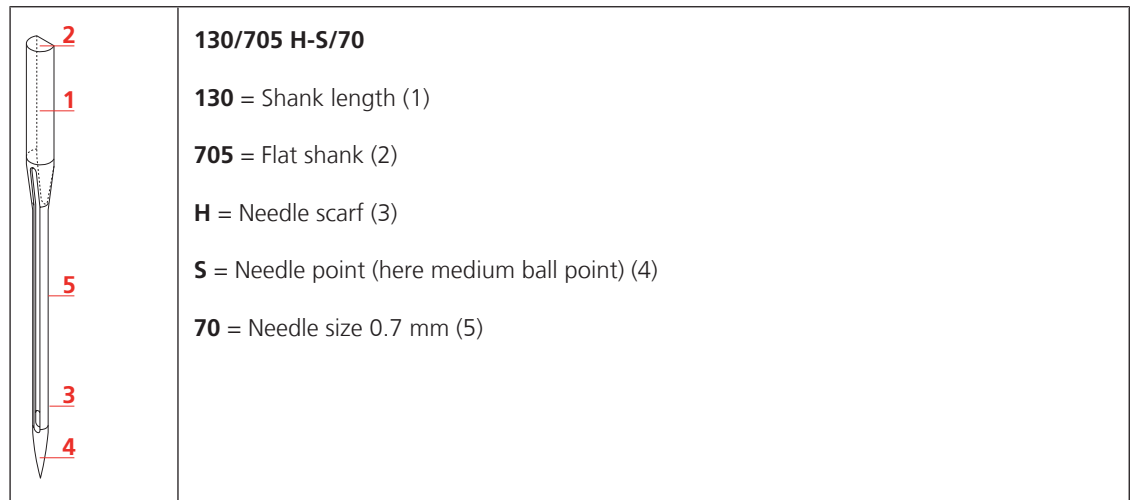 2
1
5
3
4
130/705 H-S/70
130 = Shank length (1)
705 = Flat shank (2)
H = Needle scarf (3)
S = Needle point (here medium ball point) (4)
70 = Needle size 0.7 mm (5)